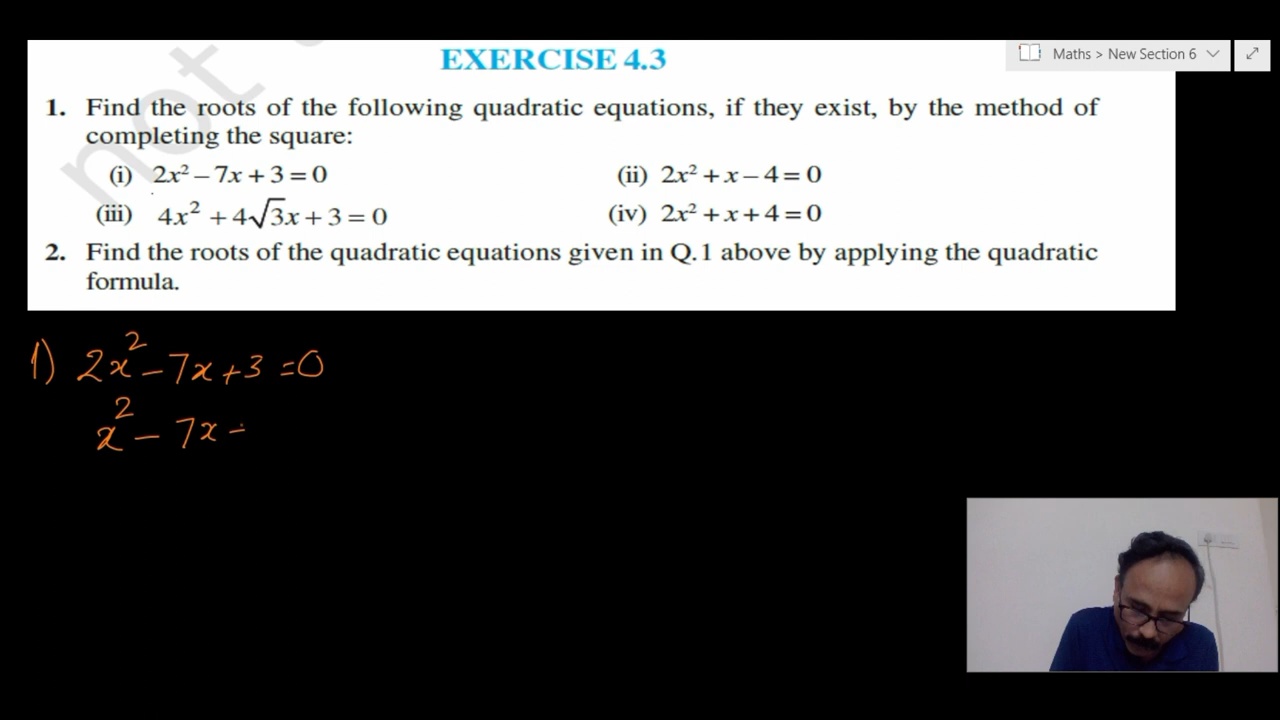 EXERCISE 4.3
Maths > New Section 6
1. Find the roots of the following quadratic equations, if they exist, by the method of
completing the square:
(i) 2x² – 7x + 3 = 0 (ii) 2x² + x – 4 = 0
(iii) 4x² + 4√3x + 3 = 0 (iv) 2x² + x + 4 = 0
2. Find the roots of the quadratic equations given in Q.1 above by applying the quadratic
formula.
not
1) 2x² - 7x + 3 = 0
x² - 7x -